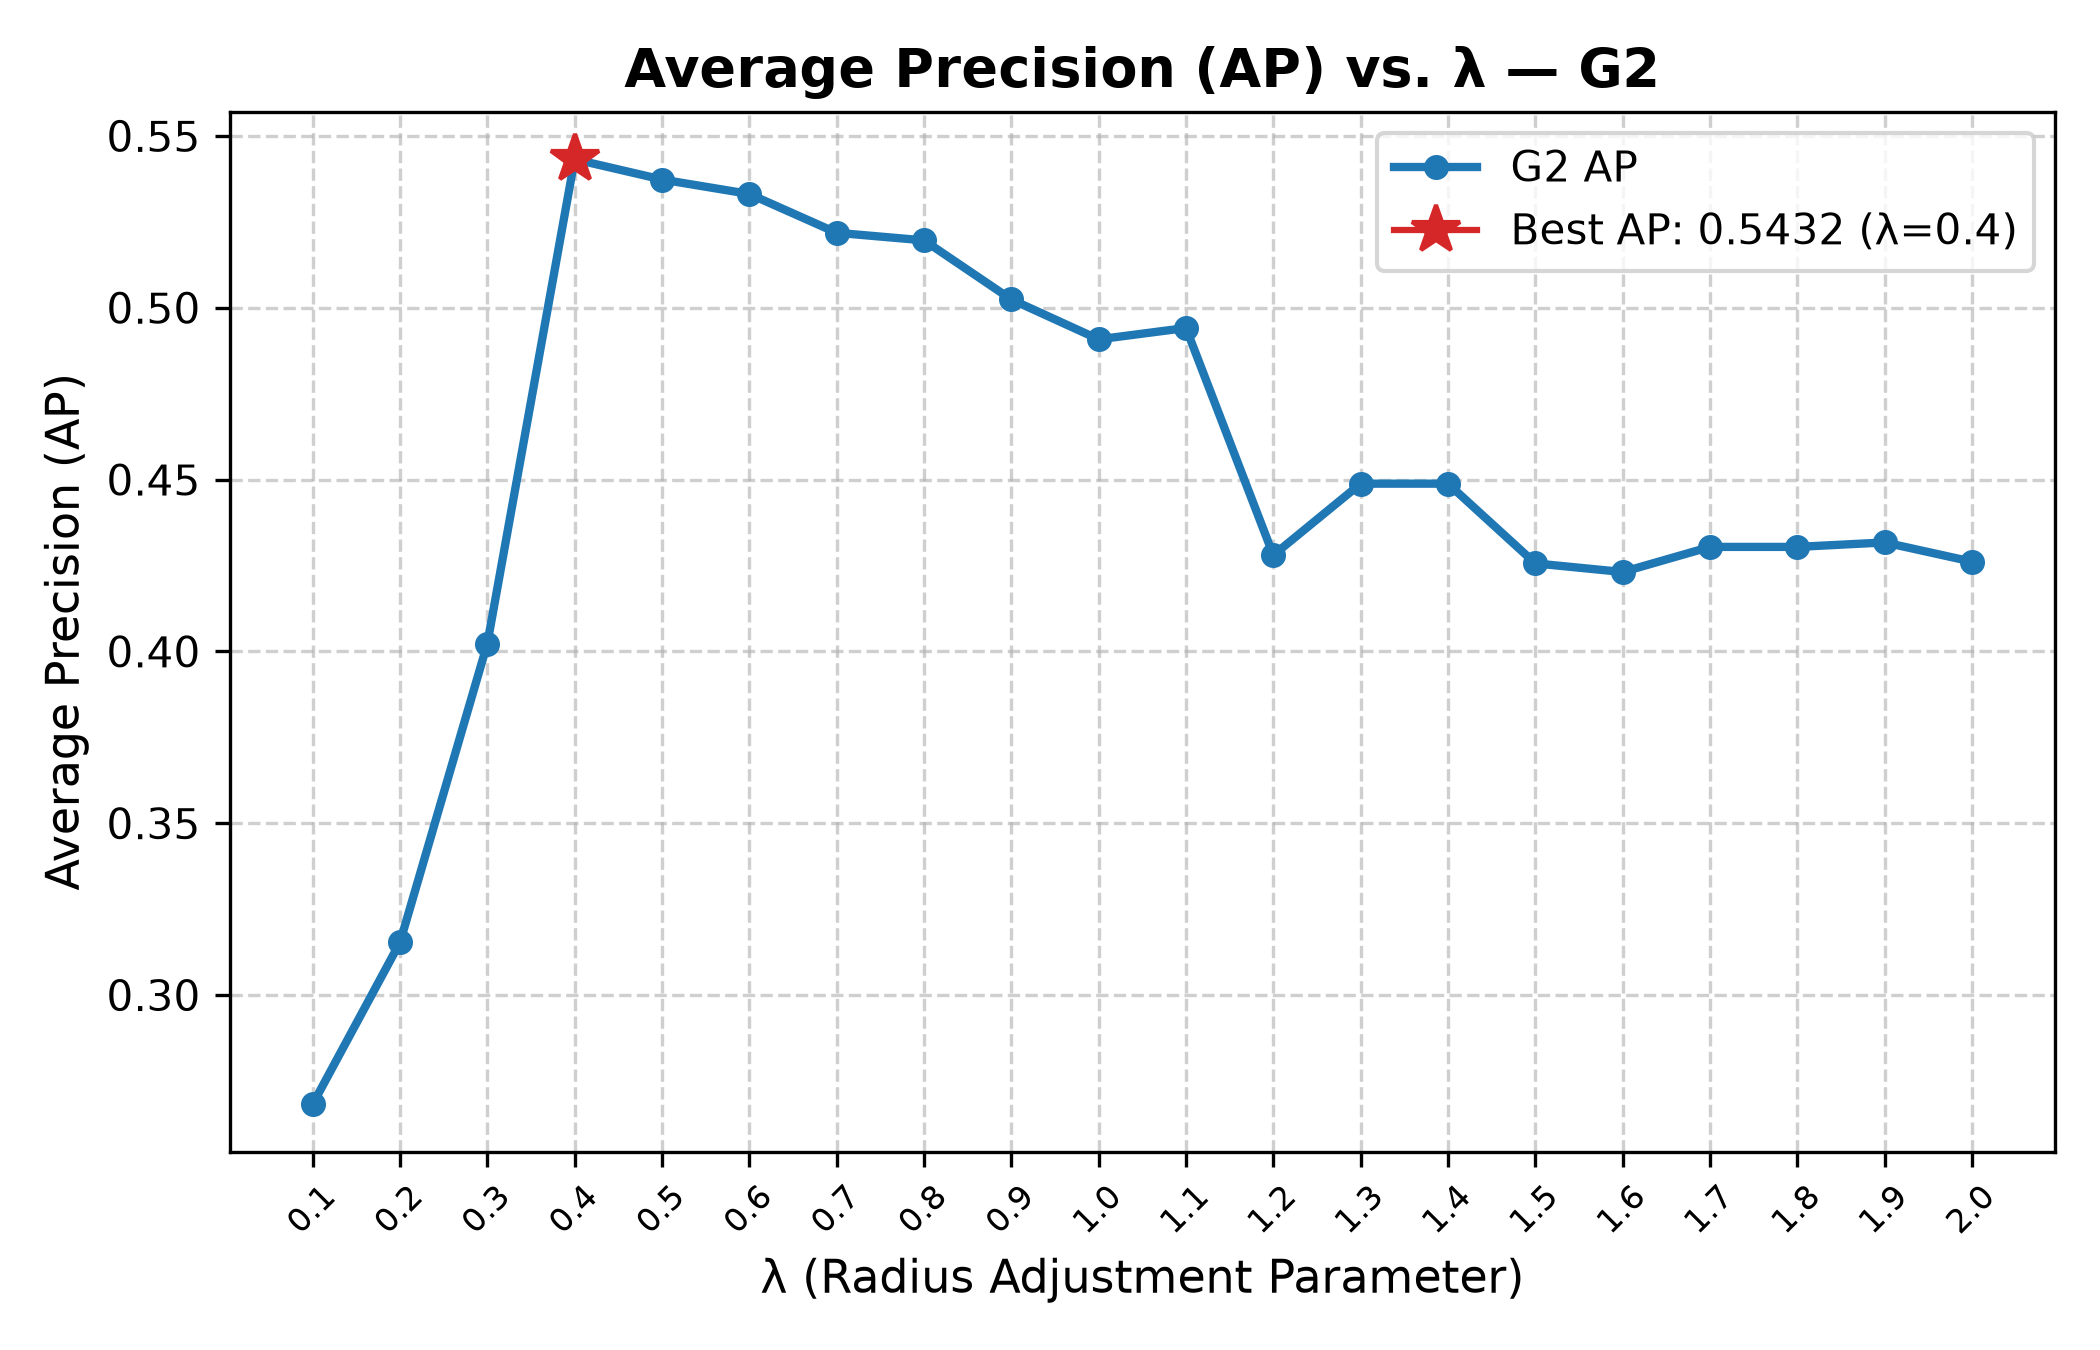 Average Precision (AP) vs. λ — G2
G2 AP
Best AP: 0.5432 (λ=0.4)
Average Precision (AP)
0.55
0.50
0.45
0.40
0.35
0.30
0.1 0.2 0.3 0.4 0.5 0.6 0.7 0.8 0.9 1.0 1.1 1.2 1.3 1.4 1.5 1.6 1.7 1.8 1.9 2.0
λ (Radius Adjustment Parameter)